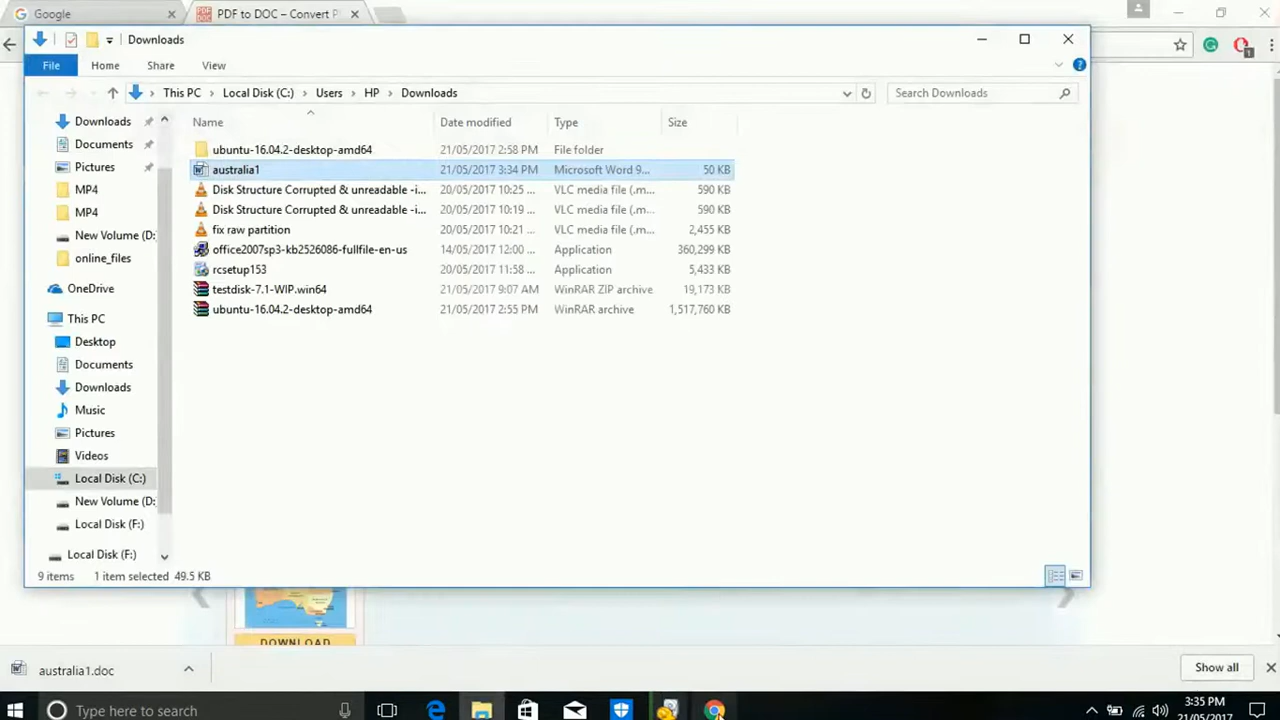 Google
PDF to DOC – Convert P
Downloads
File Home Share View
This PC Local Disk (C:) Users HP Downloads
Search Downloads
Name Date modified Type Size
ubuntu-16.04.2-desktop-amd64 21/05/2017 2:58 PM File folder
australia1 21/05/2017 3:34 PM Microsoft Word 9... 50 KB
Disk Structure Corrupted & unreadable -i... 20/05/2017 10:25 ... VLC media file (.m... 590 KB
Disk Structure Corrupted & unreadable -i... 20/05/2017 10:19 ... VLC media file (.m... 590 KB
fix raw partition 20/05/2017 10:21 ... VLC media file (.m... 2,455 KB
office2007sp3-kb2526086-fullfile-en-us 14/05/2017 12:00 ... Application 360,299 KB
rcsetup153 20/05/2017 11:58 ... Application 5,433 KB
testdisk-7.1-WIP.win64 21/05/2017 9:07 AM WinRAR ZIP archive 19,173 KB
ubuntu-16.04.2-desktop-amd64 21/05/2017 2:55 PM WinRAR archive 1,517,760 KB
Downloads
Documents
Pictures
MP4
MP4
New Volume (D:
online_files
OneDrive
This PC
Desktop
Documents
Downloads
Music
Pictures
Videos
Local Disk (C:)
New Volume (D:
Local Disk (F:)
Local Disk (F:)
9 items 1 item selected 49.5 KB
DOWNLOAD
australia1.doc
Show all
Type here to search
3:35 PM
21/05/2017